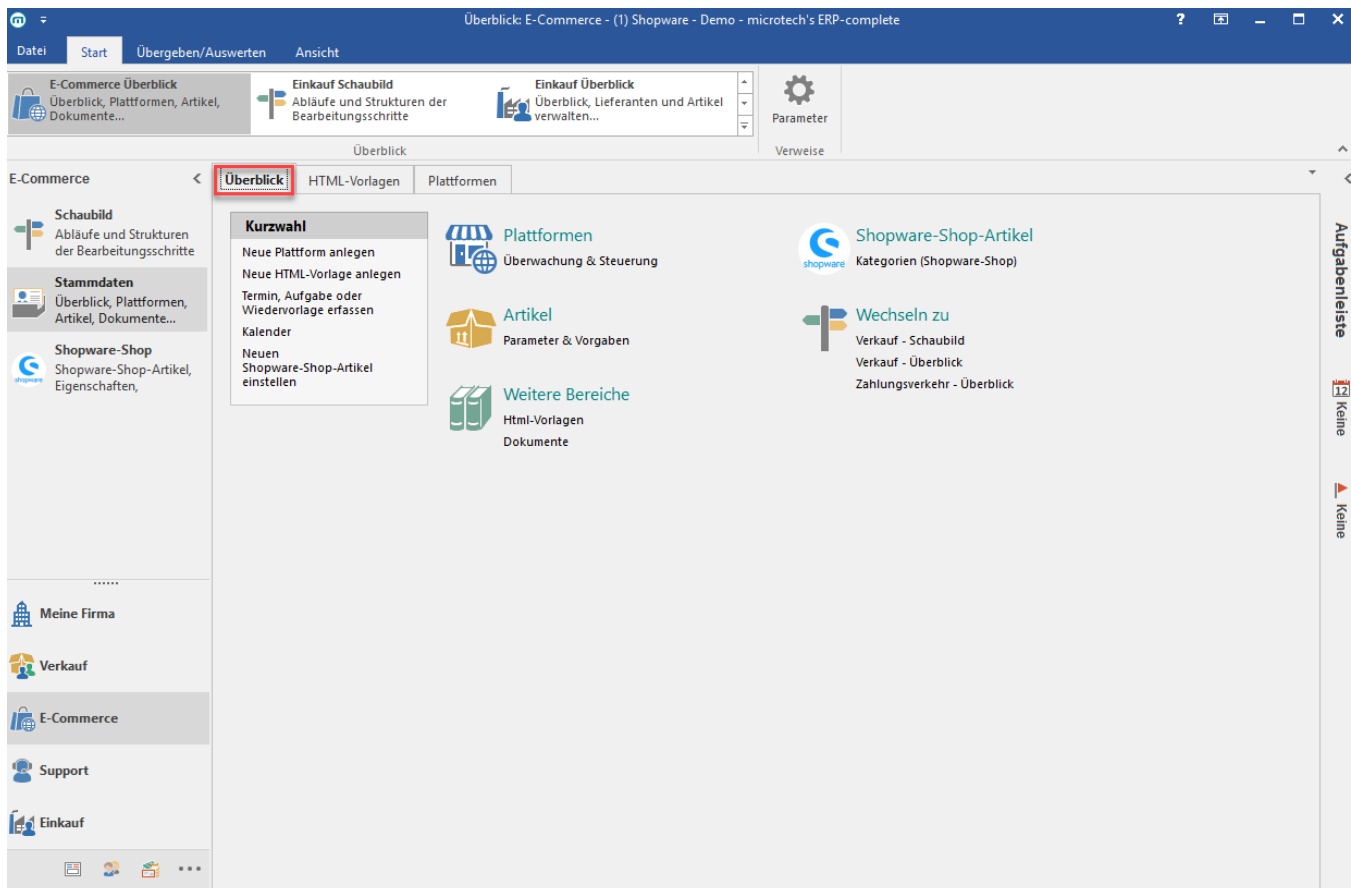 Überblick: E-Commerce - (1) Shopware - Demo - microtech's ERP-complete
Datei
Start
Übergeben/Auswerten
Ansicht
E-Commerce Überblick
Überblick, Plattformen, Artikel,
Dokumente...
Einkauf Schaubild
Abläufe und Strukturen der
Bearbeitungsschritte
Einkauf Überblick
Überblick, Lieferanten und Artikel
verwalten...
Parameter
Überblick
Verweise
E-Commerce
Schaubild
Abläufe und Strukturen
der Bearbeitungsschritte
Stammdaten
Überblick, Plattformen,
Artikel, Dokumente...
shopware
Shopware-Shop
Shopware-Shop-Artikel,
Eigenschaften,
Meine Firma
Verkauf
E-Commerce
Support
Einkauf
Überblick
HTML-Vorlagen
Plattformen
Kurzwahl
Neue Plattform anlegen
Neue HTML-Vorlage anlegen
Termin, Aufgabe oder
Wiedervorlage erfassen
Kalender
Neuen
Shopware-Shop-Artikel
einstellen
Plattformen
Überwachung & Steuerung
Artikel
Parameter & Vorgaben
Weitere Bereiche
Html-Vorlagen
Dokumente
shopware
Shopware-Shop-Artikel
Kategorien (Shopware-Shop)
Wechseln zu
Verkauf - Schaubild
Verkauf - Überblick
Zahlungsverkehr - Überblick
Aufgabenleiste
12
Keine
Keine